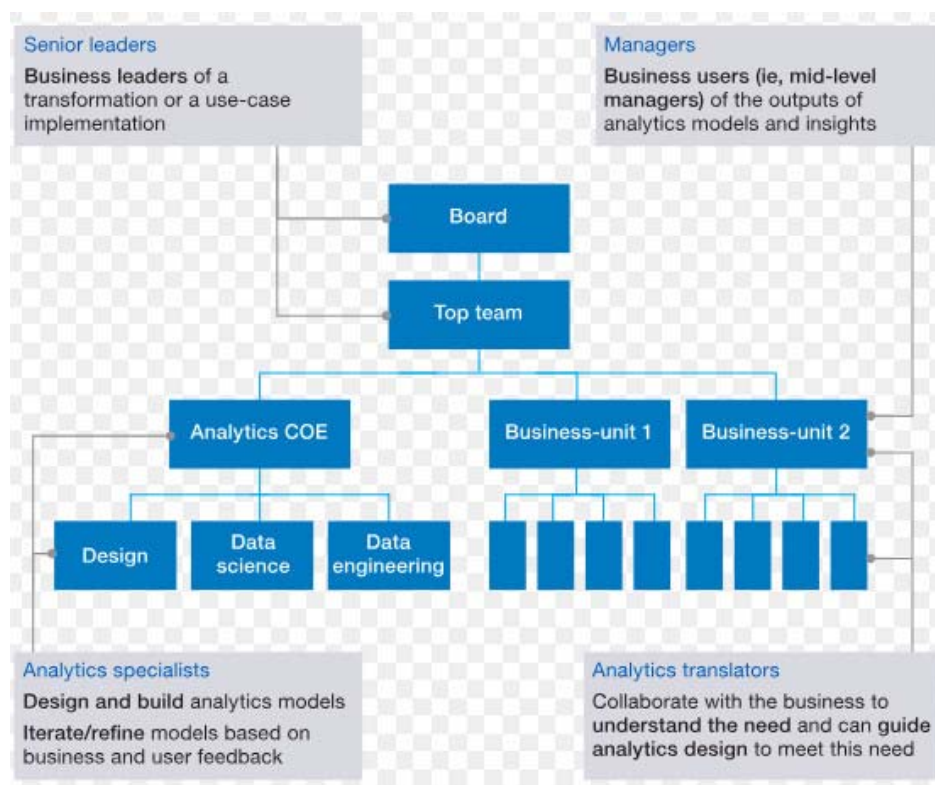 Senior leaders
Business leaders of a
transformation or a use-case
implementation
Managers
Business users (ie, mid-level
managers) of the outputs of
analytics models and insights
Board
Top team
Analytics COE
Business-unit 1
Business-unit 2
Design
Data
science
Data
engineering
Analytics specialists
Design and build analytics models
Iterate/refine models based on
business and user feedback
Analytics translators
Collaborate with the business to
understand the need and can guide
analytics design to meet this need